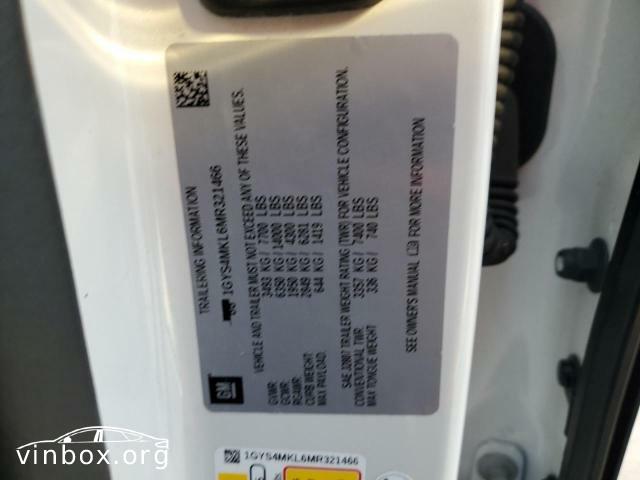 TRAILERING INFORMATION
1GYS4MKL6MR321466
VEHICLE AND TRAILER MUST NOT EXCEED ANY OF THESE VALUES.
GVWR: 3493 KG / 7700 LBS
GCWR: 6350 KG / 14000 LBS
RGAWR: 1950 KG / 4300 LBS
CURB WEIGHT: 2849 KG / 6281 LBS
MAX PAYLOAD: 644 KG / 1419 LBS
SAE J2807 TRAILER WEIGHT RATING (TWR) FOR VEHICLE CONFIGURATION.
CONVENTIONAL TWR: 3357 KG / 7400 LBS
MAX TONGUE WEIGHT 336 KG / 740 LBS
SEE OWNER'S MANUAL FOR MORE INFORMATION
GM
1GYS4MKL6MR321466
vinbox.org